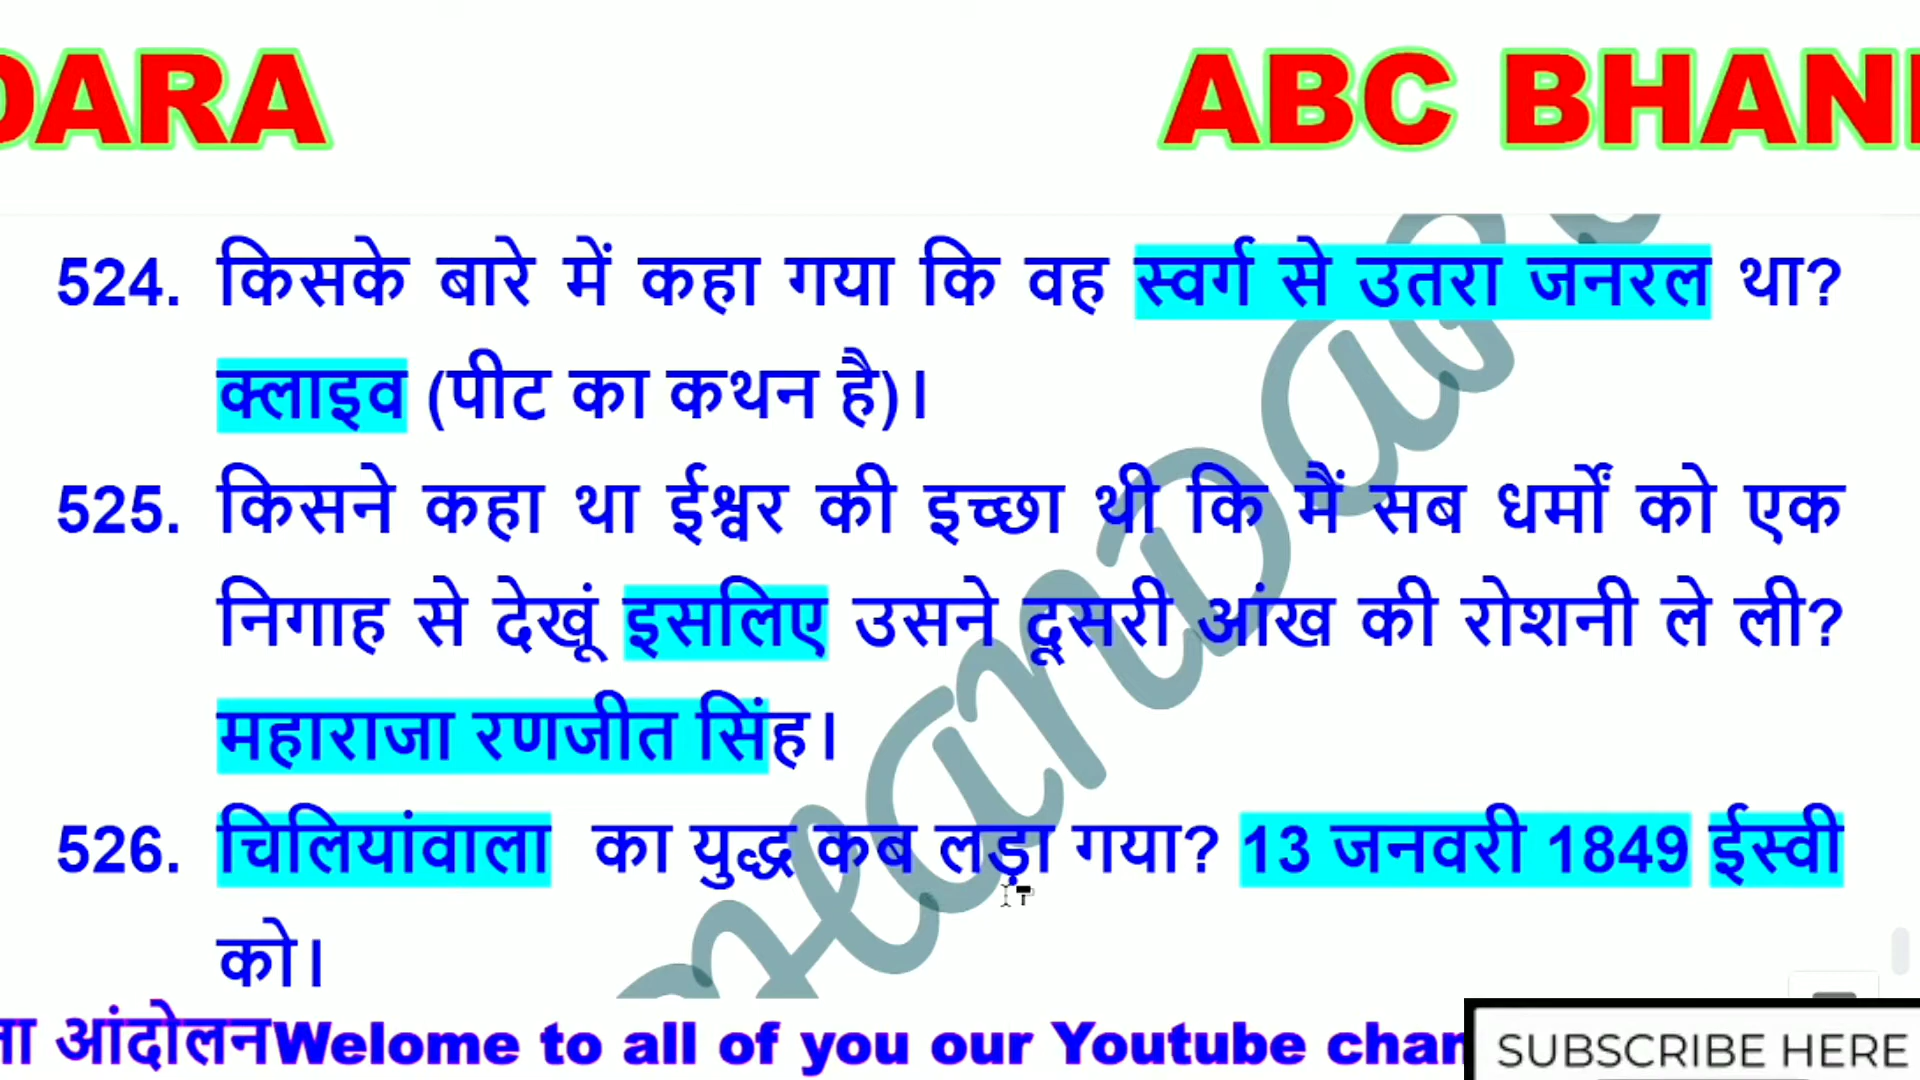 DARA ABC BHAN
524. किसके बारे में कहा गया कि वह स्वर्ग से उतरा जनरल था?
क्लाइव (पीट का कथन है)।
525. किसने कहा था ईश्वर की इच्छा थी कि मैं सब धर्मों को एक
निगाह से देखूं इसलिए उसने दूसरी आंख की रोशनी ले ली?
महाराजा रणजीत सिंह।
526. चिलियांवाला का युद्ध कब लड़ा गया? 13 जनवरी 1849 ईस्वी
को।
आंदोलनWelome to all of you our Youtube chan
SUBSCRIBE HERE